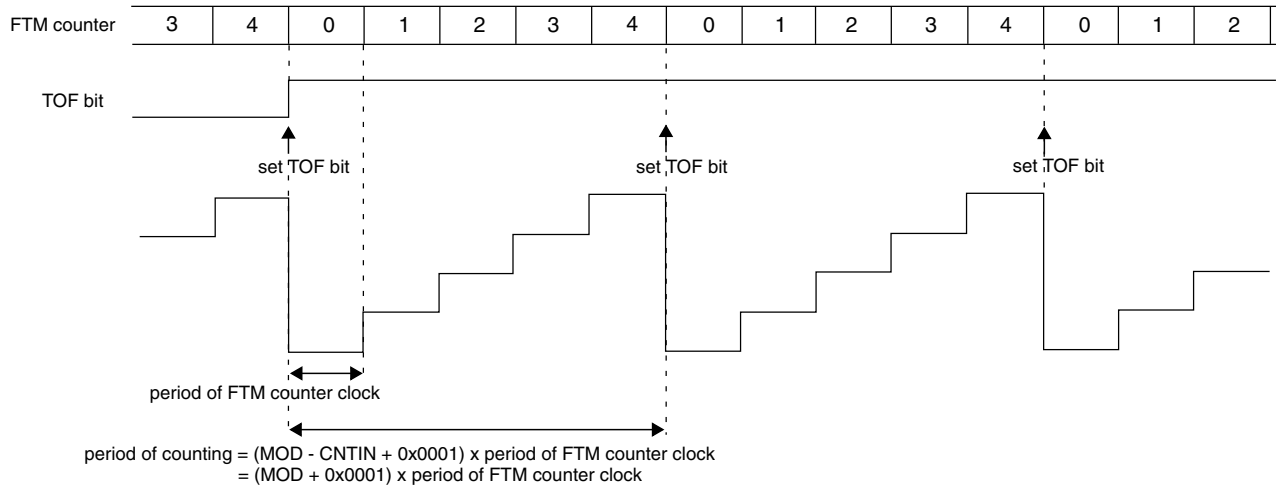 FTM counter 3 4 0 1 2 3 4 0 1 2 3 4 0 1 2
TOF bit
set TOF bit set TOF bit set TOF bit
period of FTM counter clock
period of counting = (MOD - CNTIN + 0x0001) x period of FTM counter clock
= (MOD + 0x0001) x period of FTM counter clock